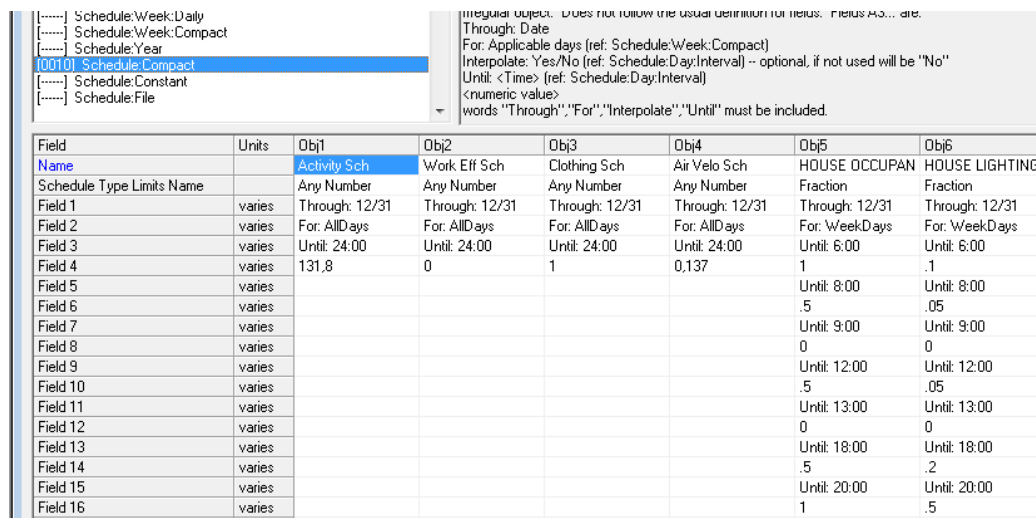 [------] Schedule:Week:Daily
[------] Schedule:Week:Compact
[------] Schedule:Year
[0010] Schedule:Compact
[------] Schedule:Constant
[------] Schedule:File
Irregular object. Does not follow the usual definition for fields. Fields A3... are:
Through: Date
For: Applicable days (ref: Schedule:Week:Compact)
Interpolate: Yes/No (ref: Schedule:Day:Interval) -- optional, if not used will be "No"
Until: <Time> (ref: Schedule:Day:Interval)
<numeric value>
words "Through","For","Interpolate","Until" must be included.
Field Units Obj1 Obj2 Obj3 Obj4 Obj5 Obj6
Name Activity Sch Work Eff Sch Clothing Sch Air Velo Sch HOUSE OCCUPAN HOUSE LIGHTING
Schedule Type Limits Name Any Number Any Number Any Number Any Number Fraction Fraction
Field 1 varies Through: 12/31 Through: 12/31 Through: 12/31 Through: 12/31 Through: 12/31 Through: 12/31
Field 2 varies For: AllDays For: AllDays For: AllDays For: AllDays For: WeekDays For: WeekDays
Field 3 varies Until: 24:00 Until: 24:00 Until: 24:00 Until: 24:00 Until: 6:00 Until: 6:00
Field 4 varies 131,8 0 1 0,137 1 .1
Field 5 varies Until: 8:00 Until: 8:00
Field 6 varies .5 .05
Field 7 varies Until: 9:00 Until: 9:00
Field 8 varies 0 0
Field 9 varies Until: 12:00 Until: 12:00
Field 10 varies .5 .05
Field 11 varies Until: 13:00 Until: 13:00
Field 12 varies 0 0
Field 13 varies Until: 18:00 Until: 18:00
Field 14 varies .5 .2
Field 15 varies Until: 20:00 Until: 20:00
Field 16 varies 1 .5